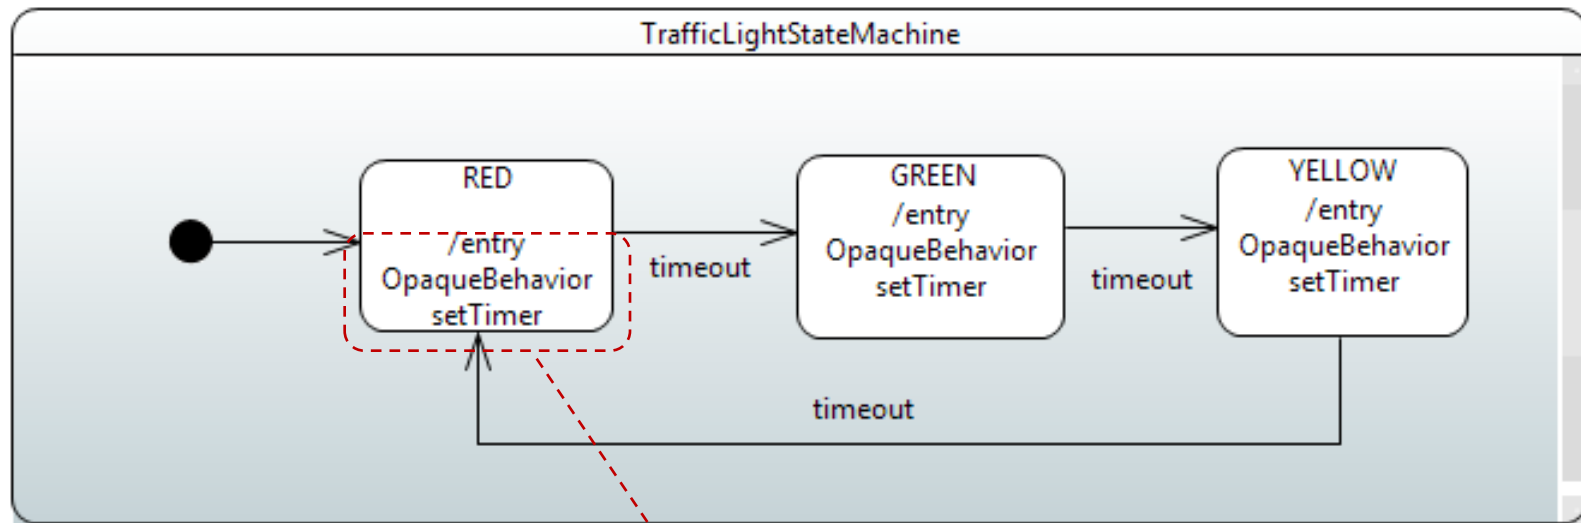 TrafficLightStateMachine
RED
/entry
OpaqueBehavior
setTimer
timeout
GREEN
/entry
OpaqueBehavior
setTimer
timeout
YELLOW
/entry
OpaqueBehavior
setTimer
timeout